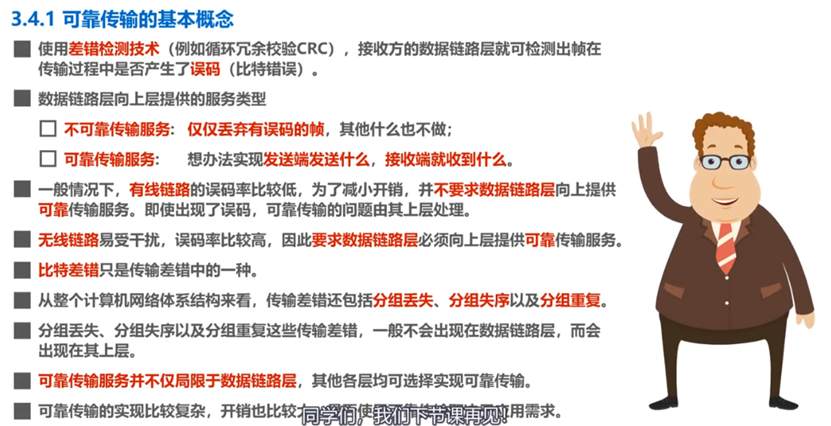 3.4.1 可靠传输的基本概念
使用差错检测技术（例如循环冗余校验CRC），接收方的数据链路层就可检测出帧在
传输过程中是否产生了误码（比特错误）。
数据链路层向上层提供的服务类型
不可靠传输服务：仅仅丢弃有误码的帧，其他什么也不做；
可靠传输服务： 想办法实现发送端发送什么，接收端就收到什么。
一般情况下，有线链路的误码率比较低，为了减小开销，并不要求数据链路层向上提供
可靠传输服务。即使出现了误码，可靠传输的问题由其上层处理。
无线链路易受干扰，误码率比较高，因此要求数据链路层必须向上层提供可靠传输服务。
比特差错只是传输差错中的一种。
从整个计算机网络体系结构来看，传输差错还包括分组丢失、分组失序以及分组重复。
分组丢失、分组失序以及分组重复这些传输差错，一般不会出现在数据链路层，而会
出现在其上层。
可靠传输服务并不仅局限于数据链路层，其他各层均可选择实现可靠传输。
可靠传输的实现比较复杂，开销也比较大，应用需求。
同学们，我们下节课再见！